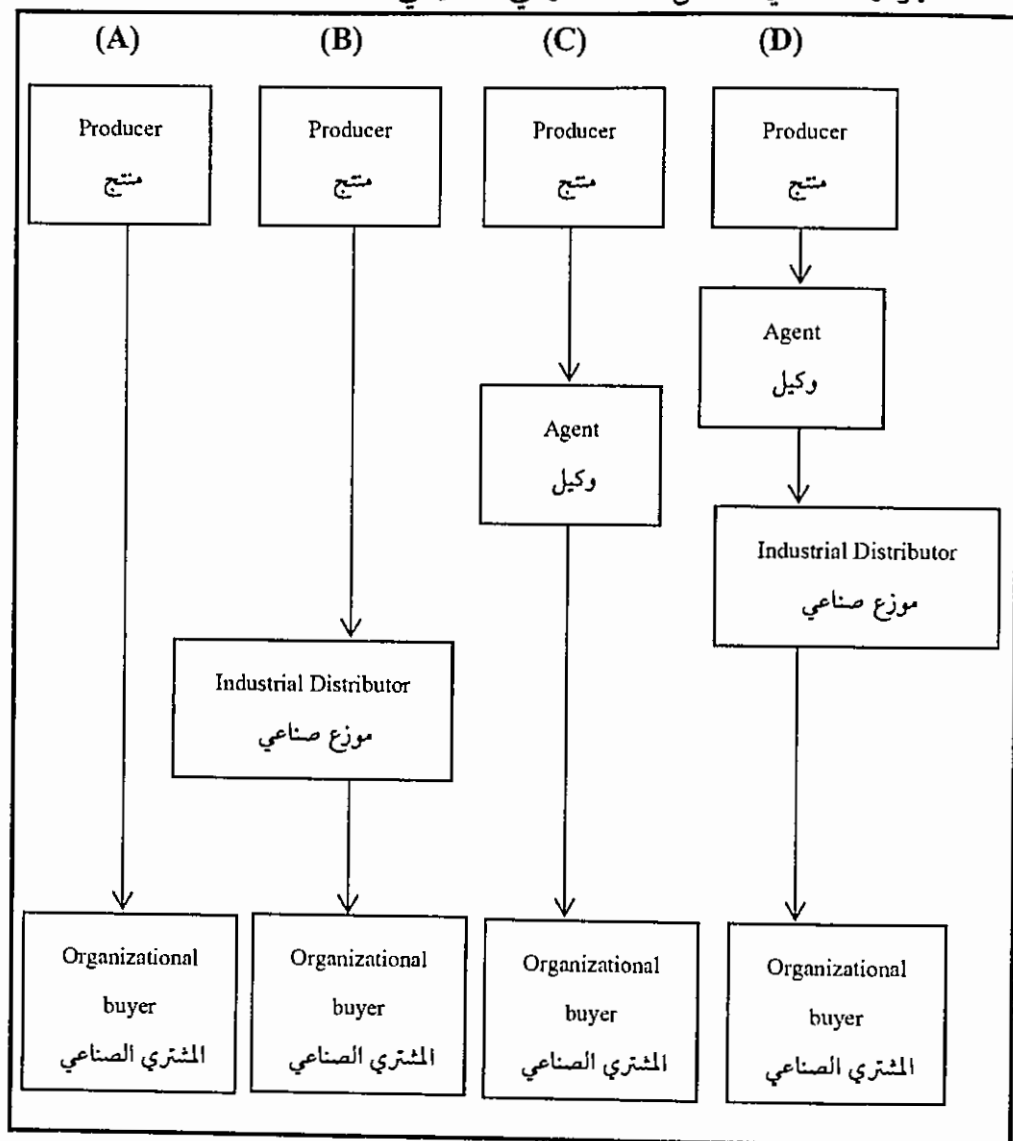 (A)
(B)
(C)
(D)
Producer
منتج
Producer
منتج
Producer
منتج
Producer
منتج
Agent
وكيل
Agent
وكيل
Industrial Distributor
موزع صناعي
Industrial Distributor
موزع صناعي
Organizational
buyer
المشتري الصناعي
Organizational
buyer
المشتري الصناعي
Organizational
buyer
المشتري الصناعي
Organizational
buyer
المشتري الصناعي